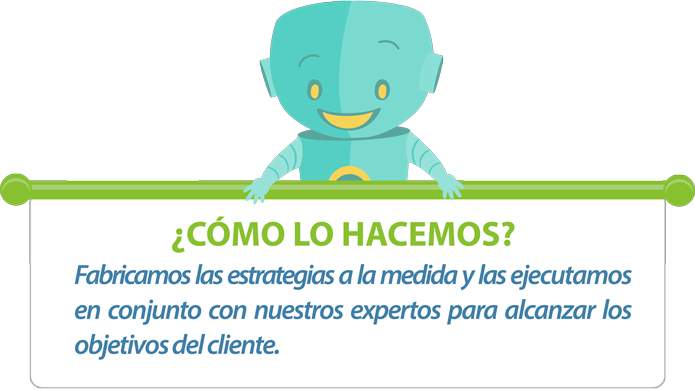 ¿CÓMO LO HACEMOS?
Fabricamos las estrategias a la medida y las ejecutamos
en conjunto con nuestros expertos para alcanzar los
objetivos del cliente.